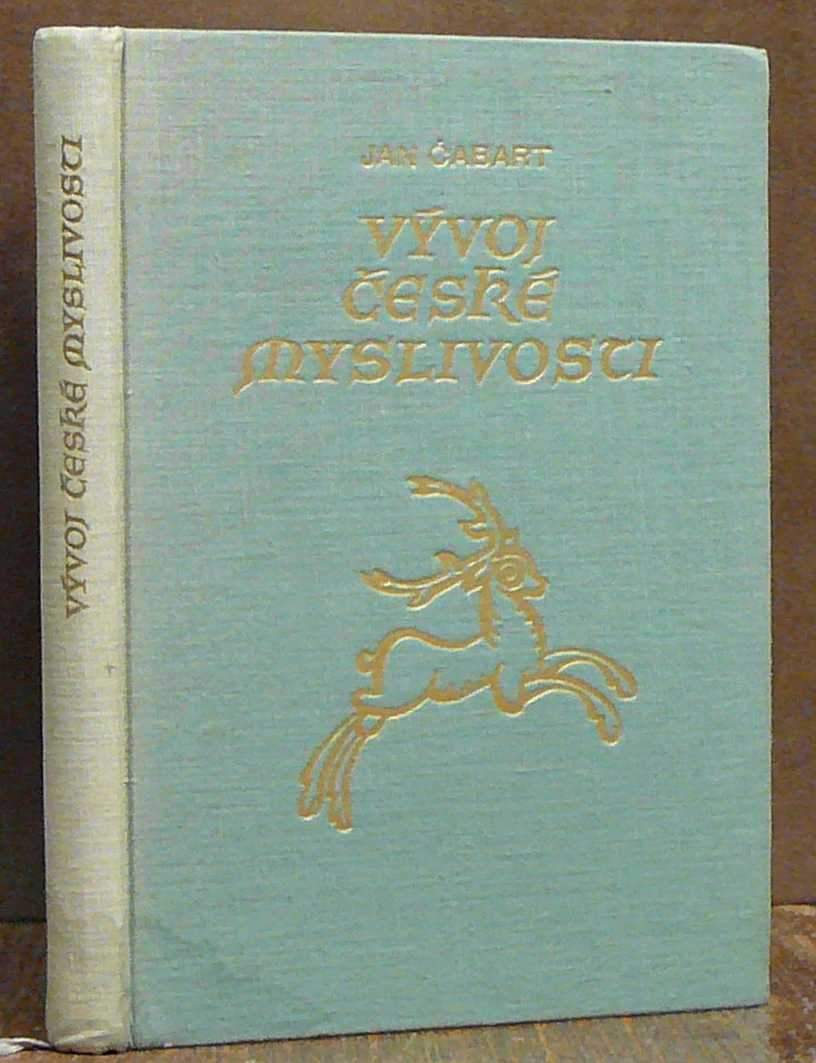 VÝVOJ ČESKÉ MYSLIVOSTI
JAN ČABART
VÝVOJ
ČESKÉ
MYSLIVOSTI